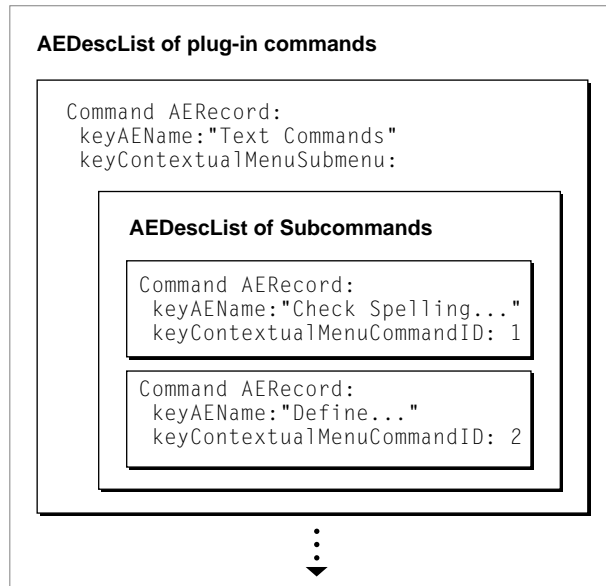 AEDescList of plug-in commands
Command AERecord:
keyAEName:"Text Commands"
keyContextualMenuSubmenu:
AEDescList of Subcommands
Command AERecord:
keyAEName:"Check Spelling..."
keyContextualMenuCommandID: 1
Command AERecord:
keyAEName:"Define..."
keyContextualMenuCommandID: 2